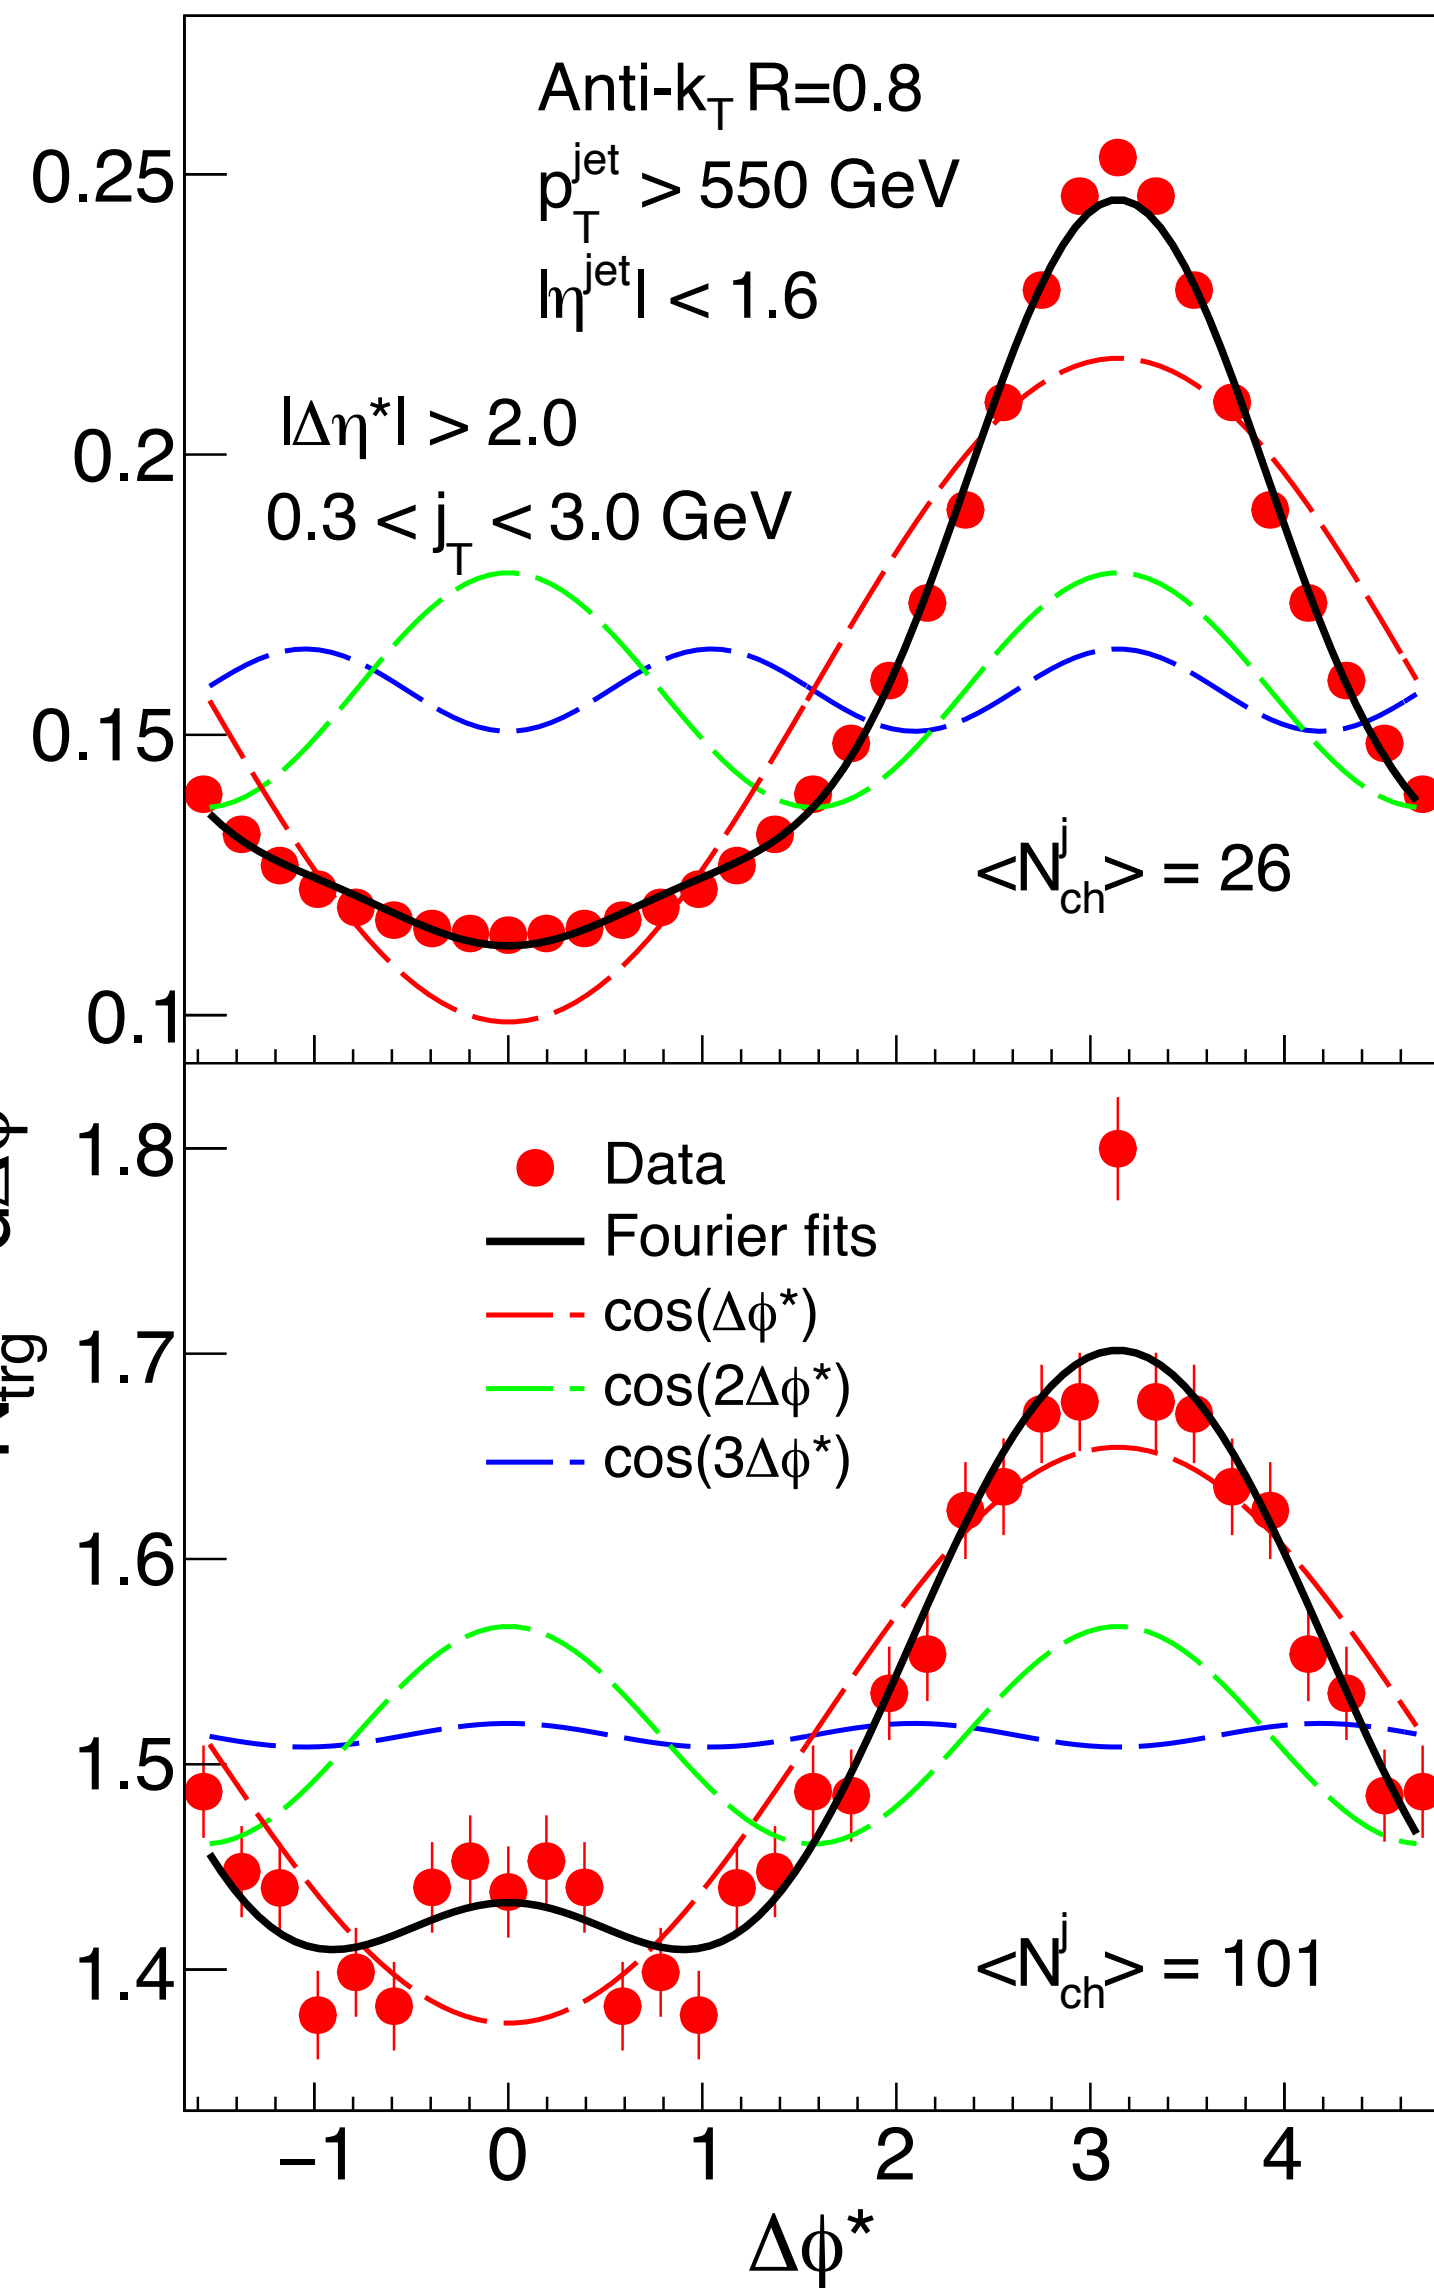 Anti-k_T R=0.8
p_T^jet > 550 GeV
|η^jet| < 1.6
|Δη*| > 2.0
0.3 < j_T < 3.0 GeV
0.25
0.2
0.15
0.1
<N_ch^j> = 26
1.8
1.7
1.6
1.5
1.4
Data
Fourier fits
cos(Δϕ*)
cos(2Δϕ*)
cos(3Δϕ*)
<N_ch^j> = 101
−1 0 1 2 3 4
Δϕ*